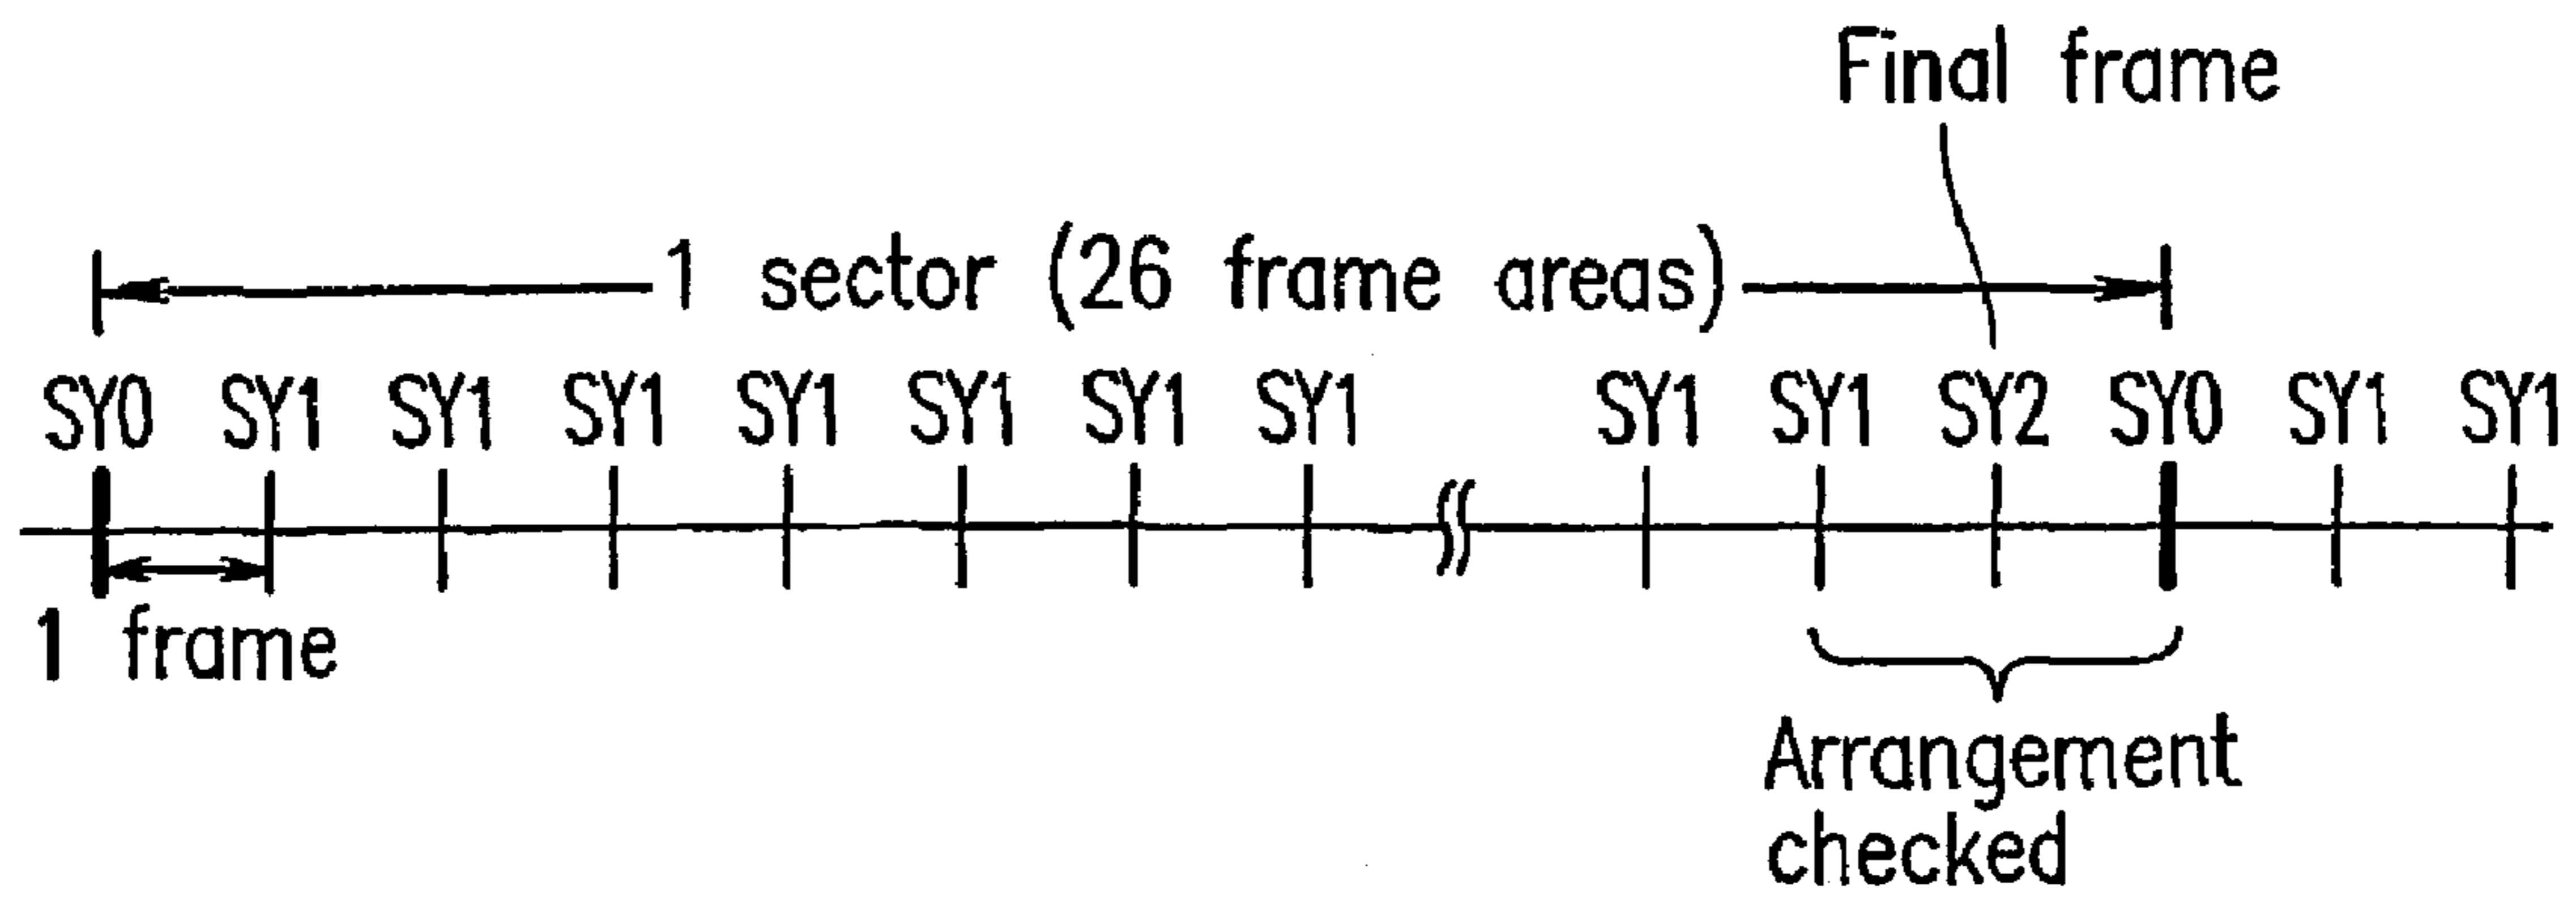 Final frame
1 sector (26 frame areas)
SY0 SY1 SY1 SY1 SY1 SY1 SY1 SY1 SY1 SY1 SY2 SY0 SY1 SY1
1 frame
Arrangement
checked